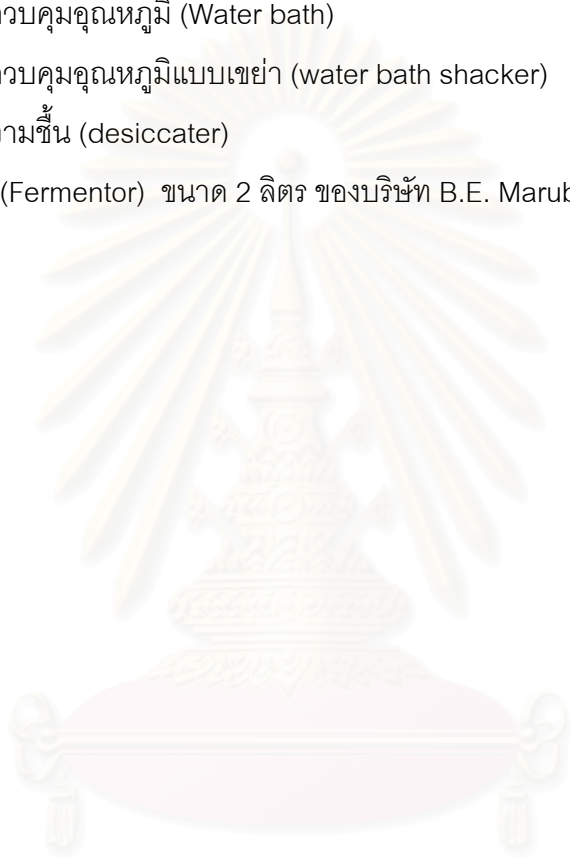 วบคุมอุณหภูมิ (Water bath)
วบคุมอุณหภูมิแบบเขย่า (water bath shacker)
ามชื้น (desiccater)
(Fermentor) ขนาด 2 ลิตร ของบริษัท B.E. Marub